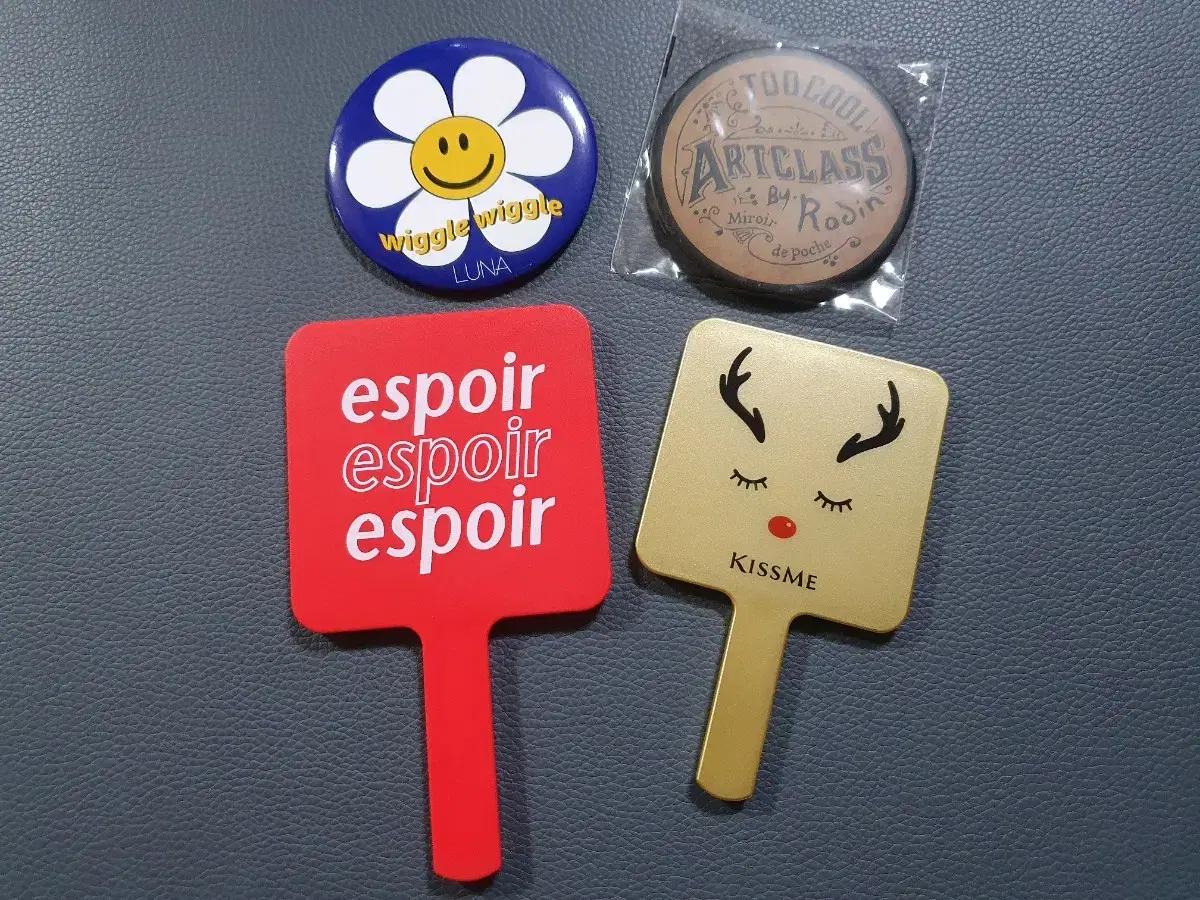 wiggle wiggle
LUNA
TOO COOL
ARTCLASS
By. Rodin
Miroir
de poche
espoir
espoir
espoir
KISSME